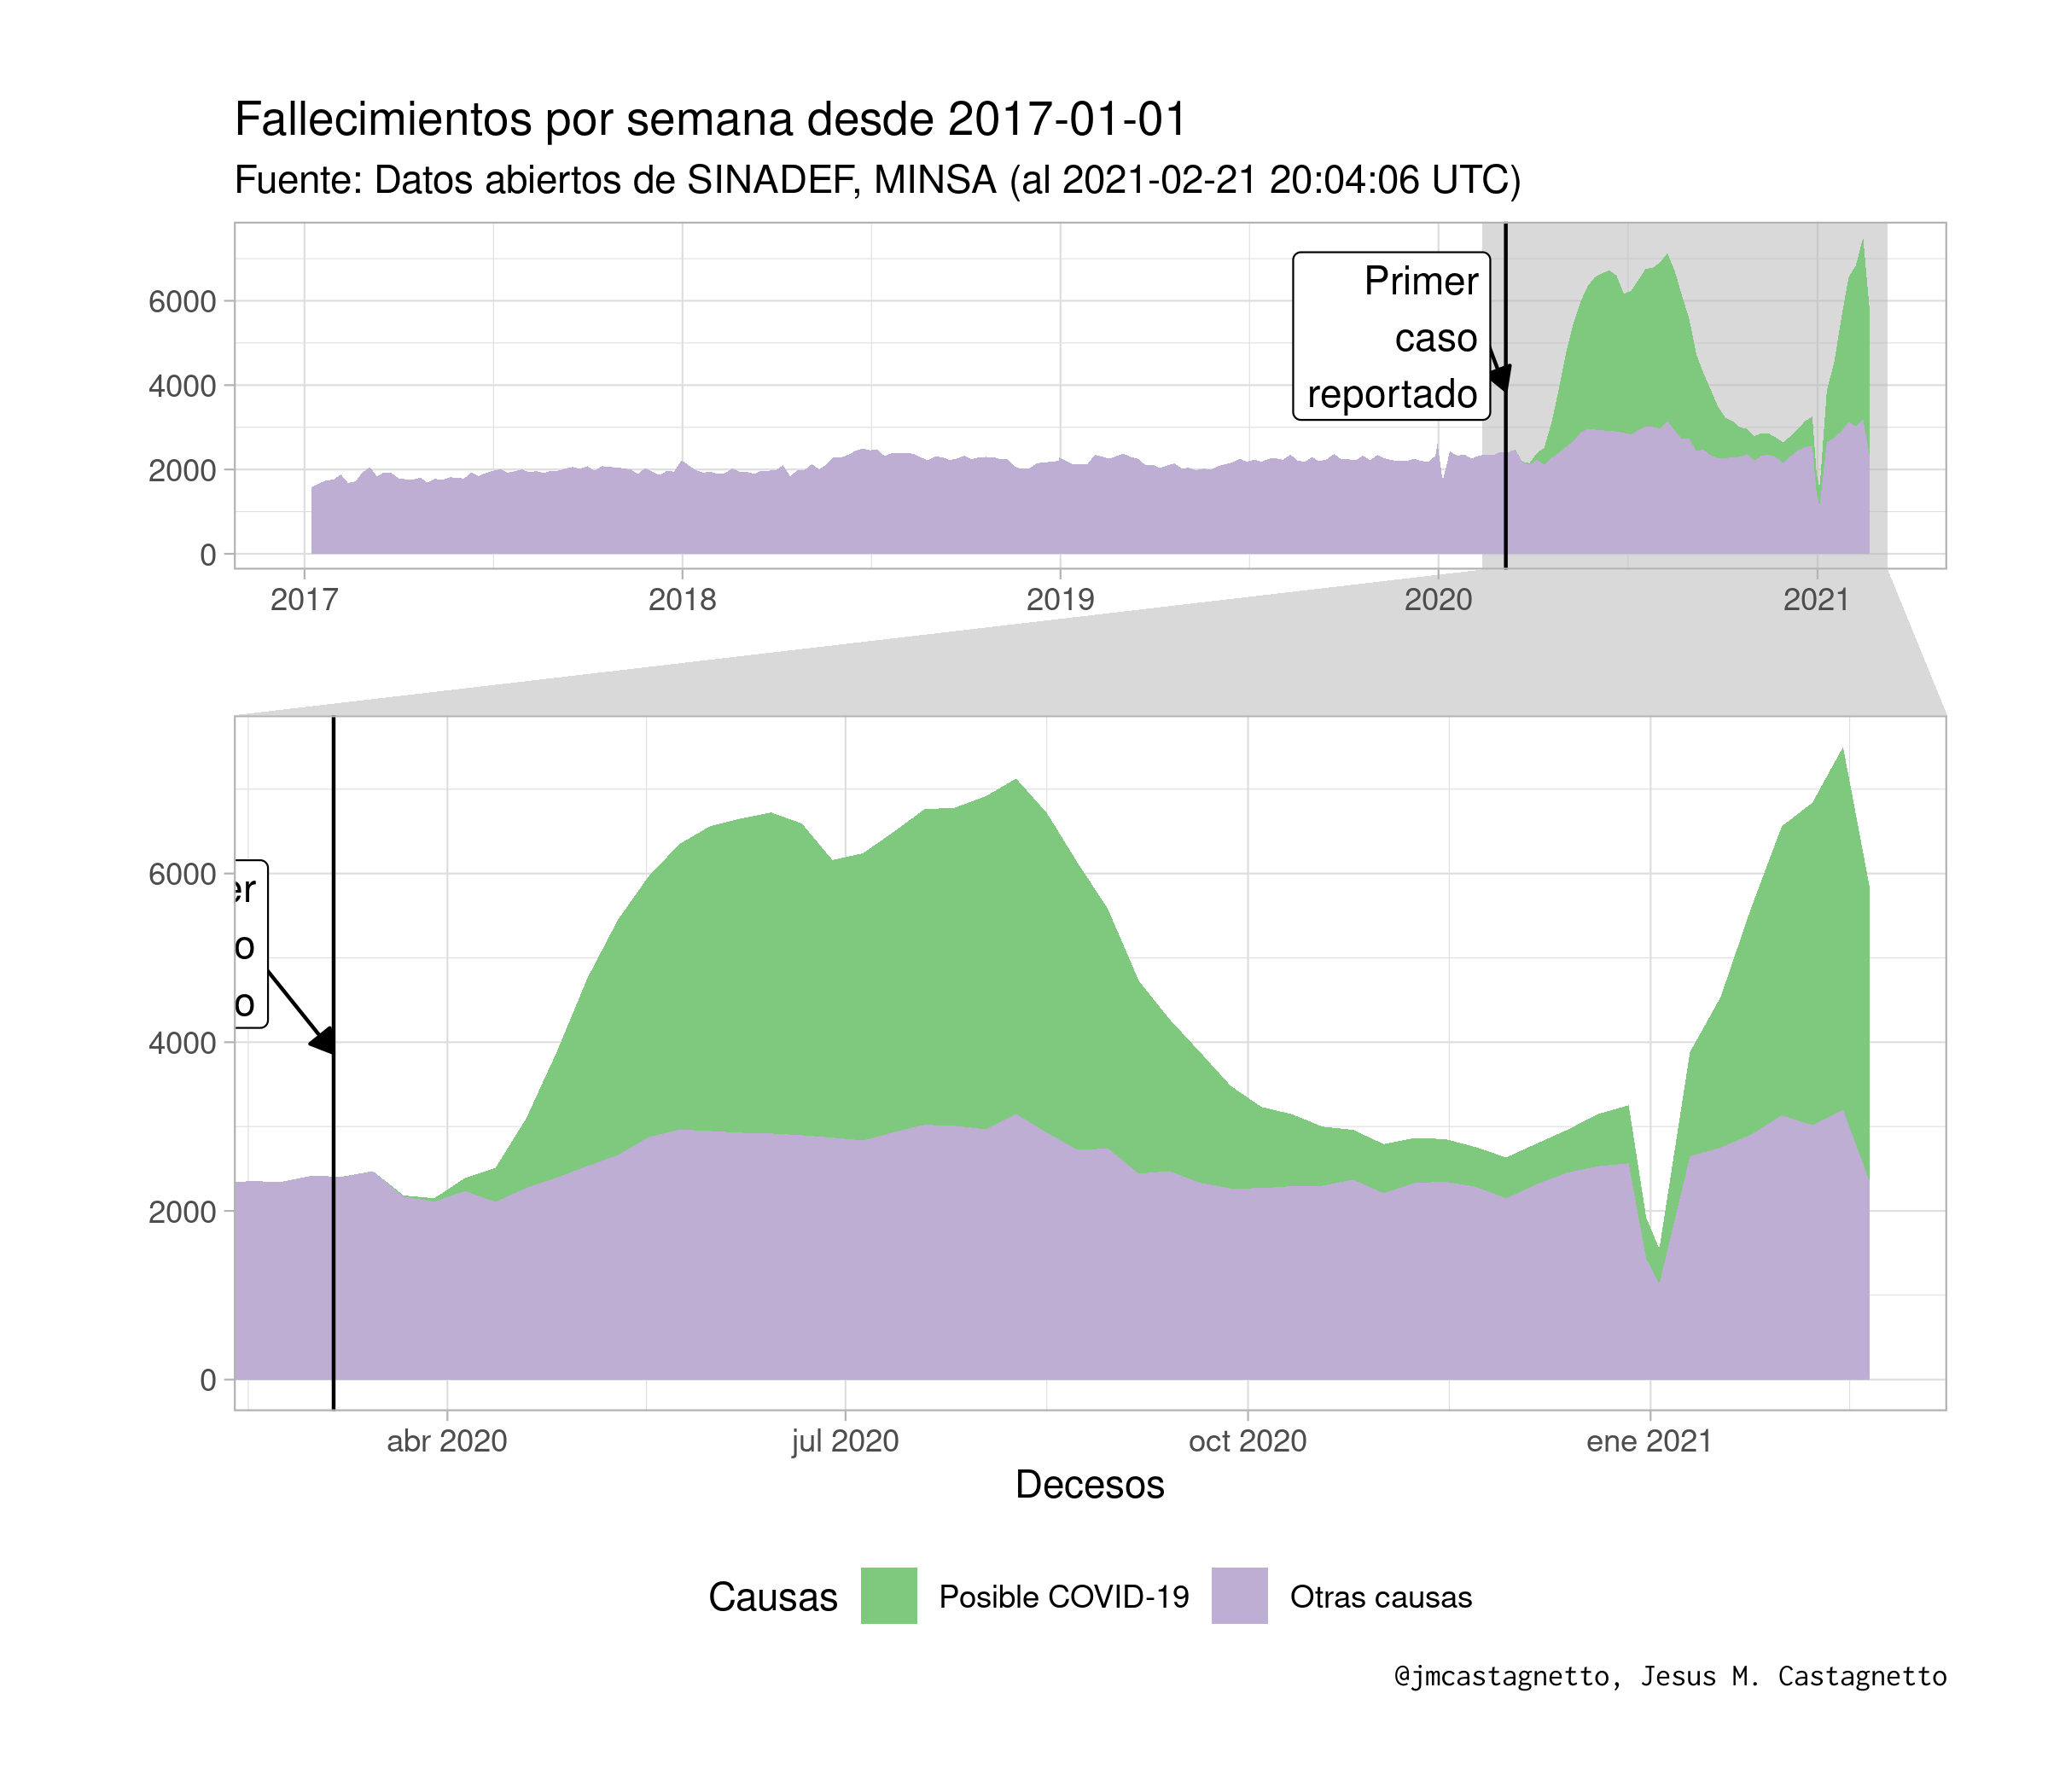 Fallecimientos por semana desde 2017-01-01
Fuente: Datos abiertos de SINADEF, MINSA (al 2021-02-21 20:04:06 UTC)
6000
4000
2000
0
Primer
caso
reportado
2017 2018 2019 2020 2021
6000
4000
2000
0
er
o
o
abr 2020 jul 2020 oct 2020 ene 2021
Decesos
Causas Posible COVID-19 Otras causas
@jmcastagnetto, Jesus M. Castagnetto